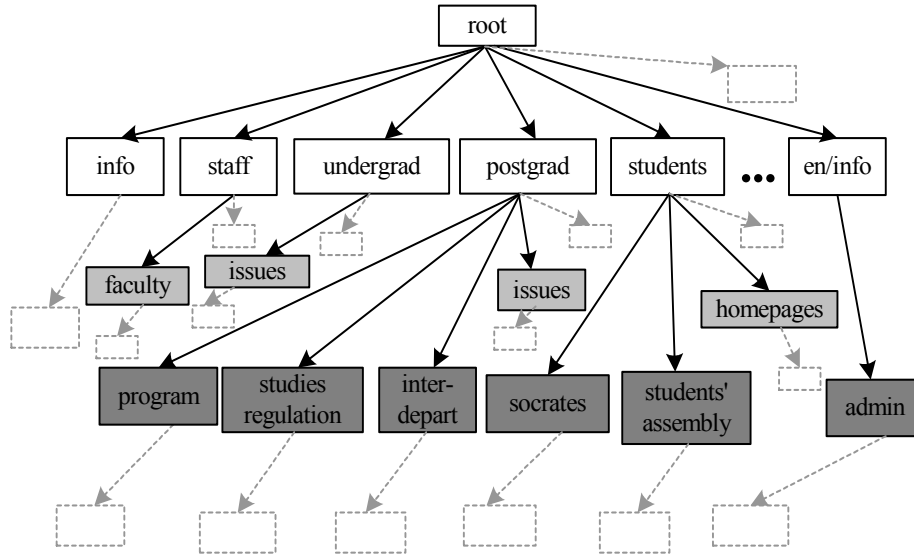 root
info
staff
undergrad
postgrad
students
•••
en/info
faculty
issues
issues
homepages
program
studies
regulation
inter-
depart
socrates
students'
assembly
admin